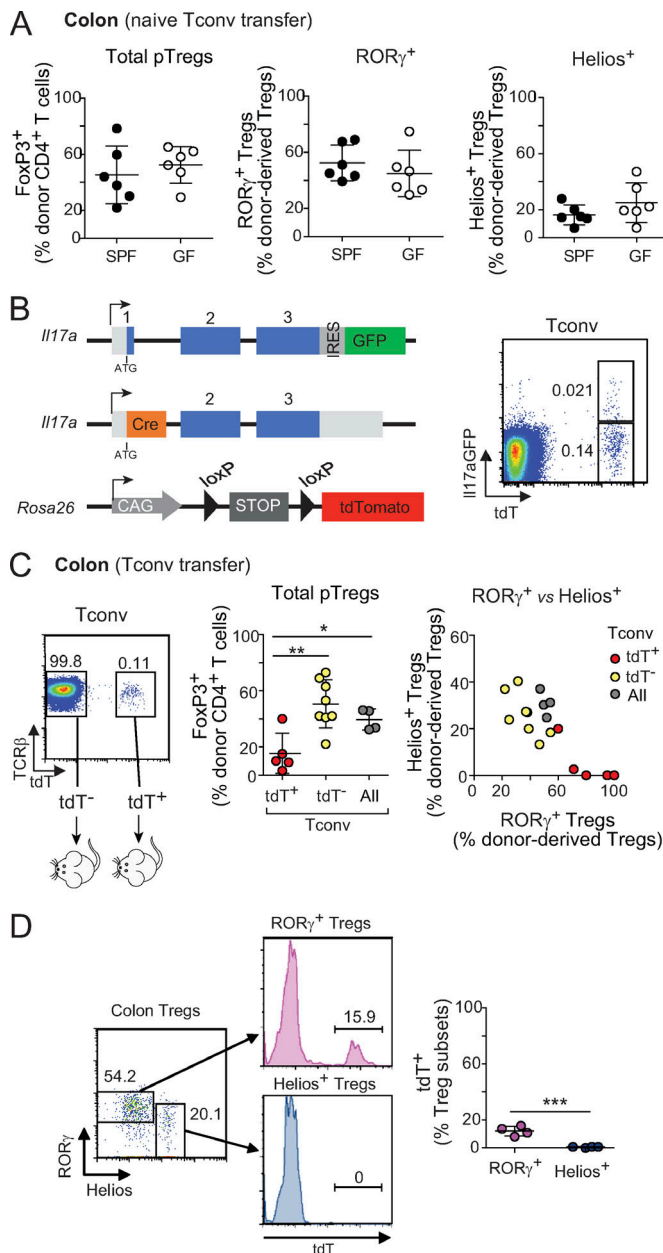 A Colon (naive Tconv transfer)
Total pTregs
FoxP3+
(% donor CD4+ T cells)
100
60
20
0
SPF GF
RORγ+
RORγ+ Tregs
(% donor-derived Tregs)
100
60
20
0
SPF GF
Helios+
Helios+ Tregs
(% donor-derived Tregs)
100
60
20
0
SPF GF
B
Il17a 1 2 3 IRES GFP
ATG
Il17a Cre 2 3
ATG
Rosa26 CAG loxP STOP loxP tdTomato
Tconv
0.021
0.14
Il17aGFP
tdT
C Colon (Tconv transfer)
Tconv
99.8 0.11
TCRβ
tdT
tdT- tdT+
Total pTregs
FoxP3+
(% donor CD4+ T cells)
100
80
40
0
*
**
tdT+ tdT- All
Tconv
RORγ+ vs Helios+
Tconv
tdT+
tdT-
All
Helios+ Tregs
(% donor-derived Tregs)
60
40
20
0
0 20 40 60 80 100
RORγ+ Tregs
(% donor-derived Tregs)
D
Colon Tregs
54.2
20.1
RORγ
Helios
RORγ+ Tregs
15.9
Helios+ Tregs
0
tdT
tdT+
(% Treg subsets)
100
60
20
0
***
RORγ+ Helios+